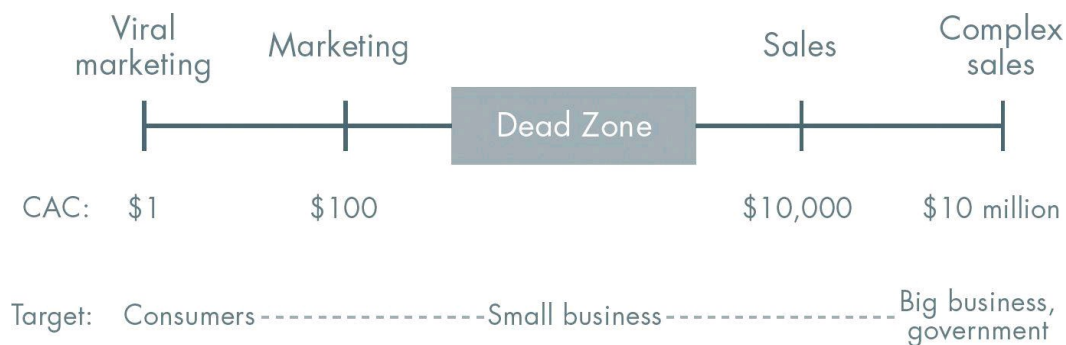 Viral
marketing
Marketing
Sales
Complex
sales
Dead Zone
CAC: $1 $100 $10,000 $10 million
Target: Consumers Small business Big business,
government